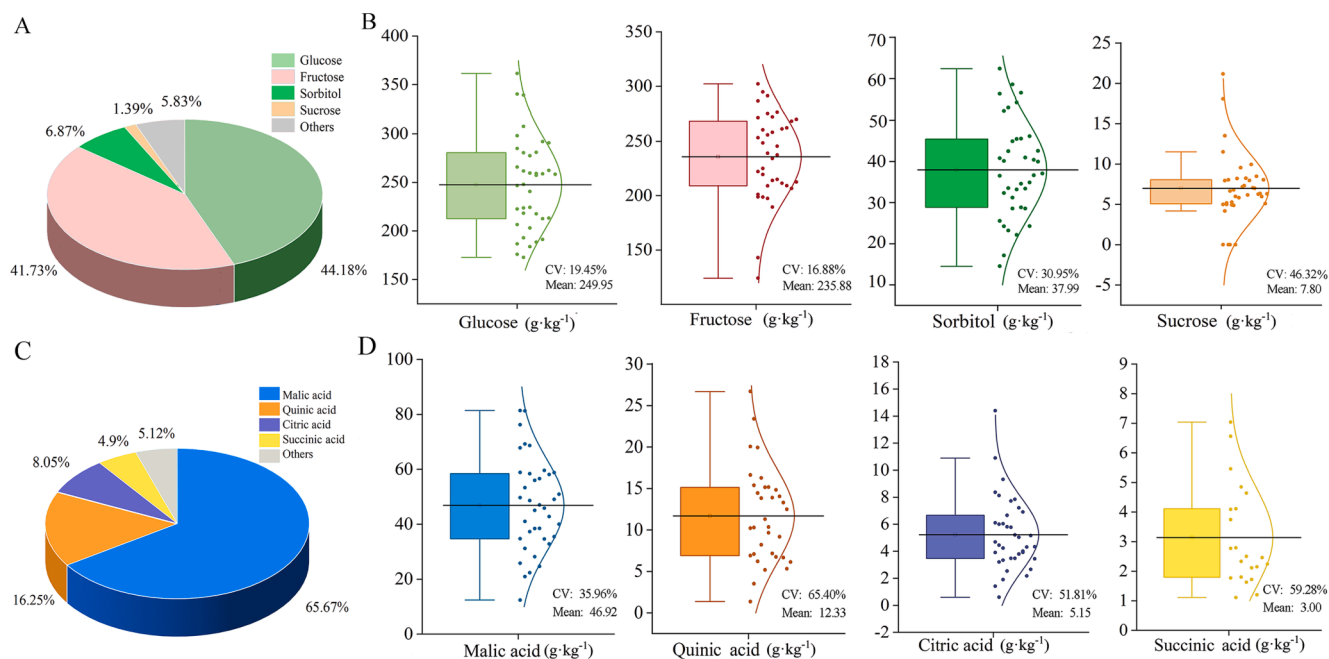 A
Glucose
Fructose
Sorbitol
Sucrose
Others
5.83%
1.39%
6.87%
41.73%
44.18%
B
400
350
300
250
200
150
100
CV: 19.45%
Mean: 249.95
Glucose (g·kg⁻¹)
350
300
250
200
150
100
CV: 16.88%
Mean: 235.88
Fructose (g·kg⁻¹)
70
60
50
40
30
20
10
CV: 30.95%
Mean: 37.99
Sorbitol (g·kg⁻¹)
25
20
15
10
5
0
-5
CV: 46.32%
Mean: 7.80
Sucrose (g·kg⁻¹)
C
Malic acid
Quinic acid
Citric acid
Succinic acid
Others
5.12%
4.9%
8.05%
16.25%
65.67%
D
100
80
60
40
20
0
CV: 35.96%
Mean: 46.92
Malic acid (g·kg⁻¹)
30
25
20
15
10
5
0
CV: 65.40%
Mean: 12.33
Quinic acid (g·kg⁻¹)
18
16
14
12
10
8
6
4
2
0
-2
CV: 51.81%
Mean: 5.15
Citric acid (g·kg⁻¹)
9
8
7
6
5
4
3
2
1
0
CV: 59.28%
Mean: 3.00
Succinic acid (g·kg⁻¹)